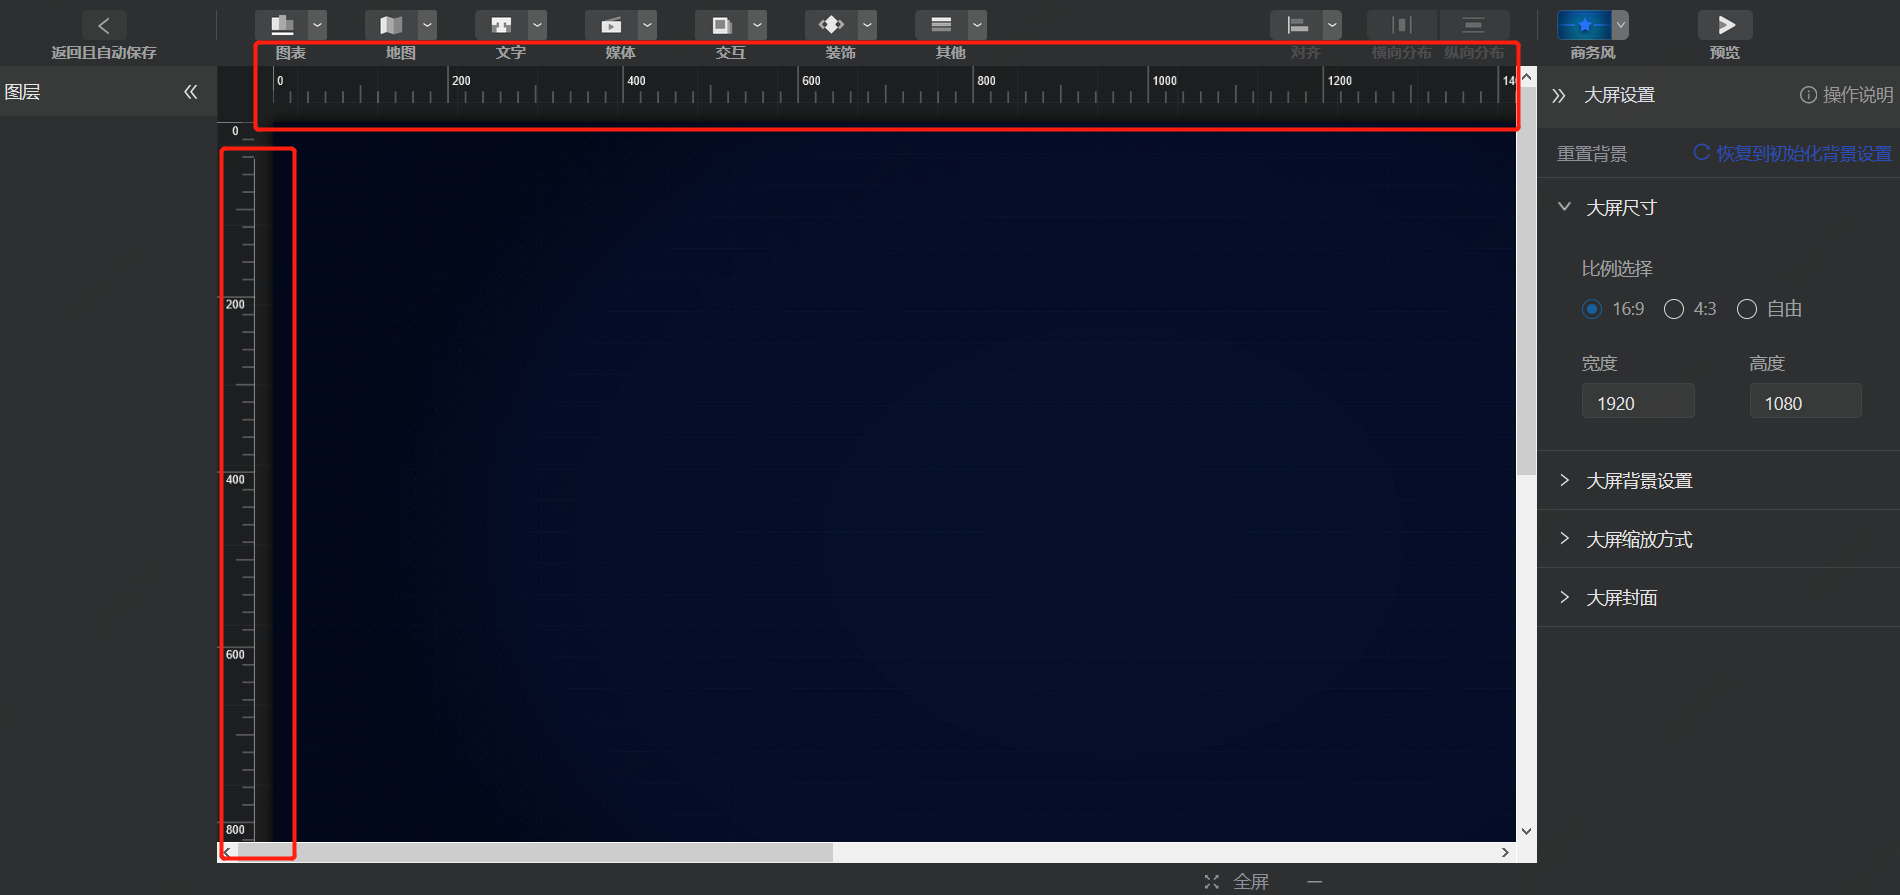 返回且自动保存
图表
地图
文字
媒体
交互
装饰
其他
对齐
横向分布
纵向分布
商务风
预览
图层
0 200 400 600 800 1000 1200 140
0
200
400
600
800
大屏设置
操作说明
重置背景
恢复到初始化背景设置
大屏尺寸
比例选择
16:9 4:3 自由
宽度 高度
1920 1080
大屏背景设置
大屏缩放方式
大屏封面
全屏